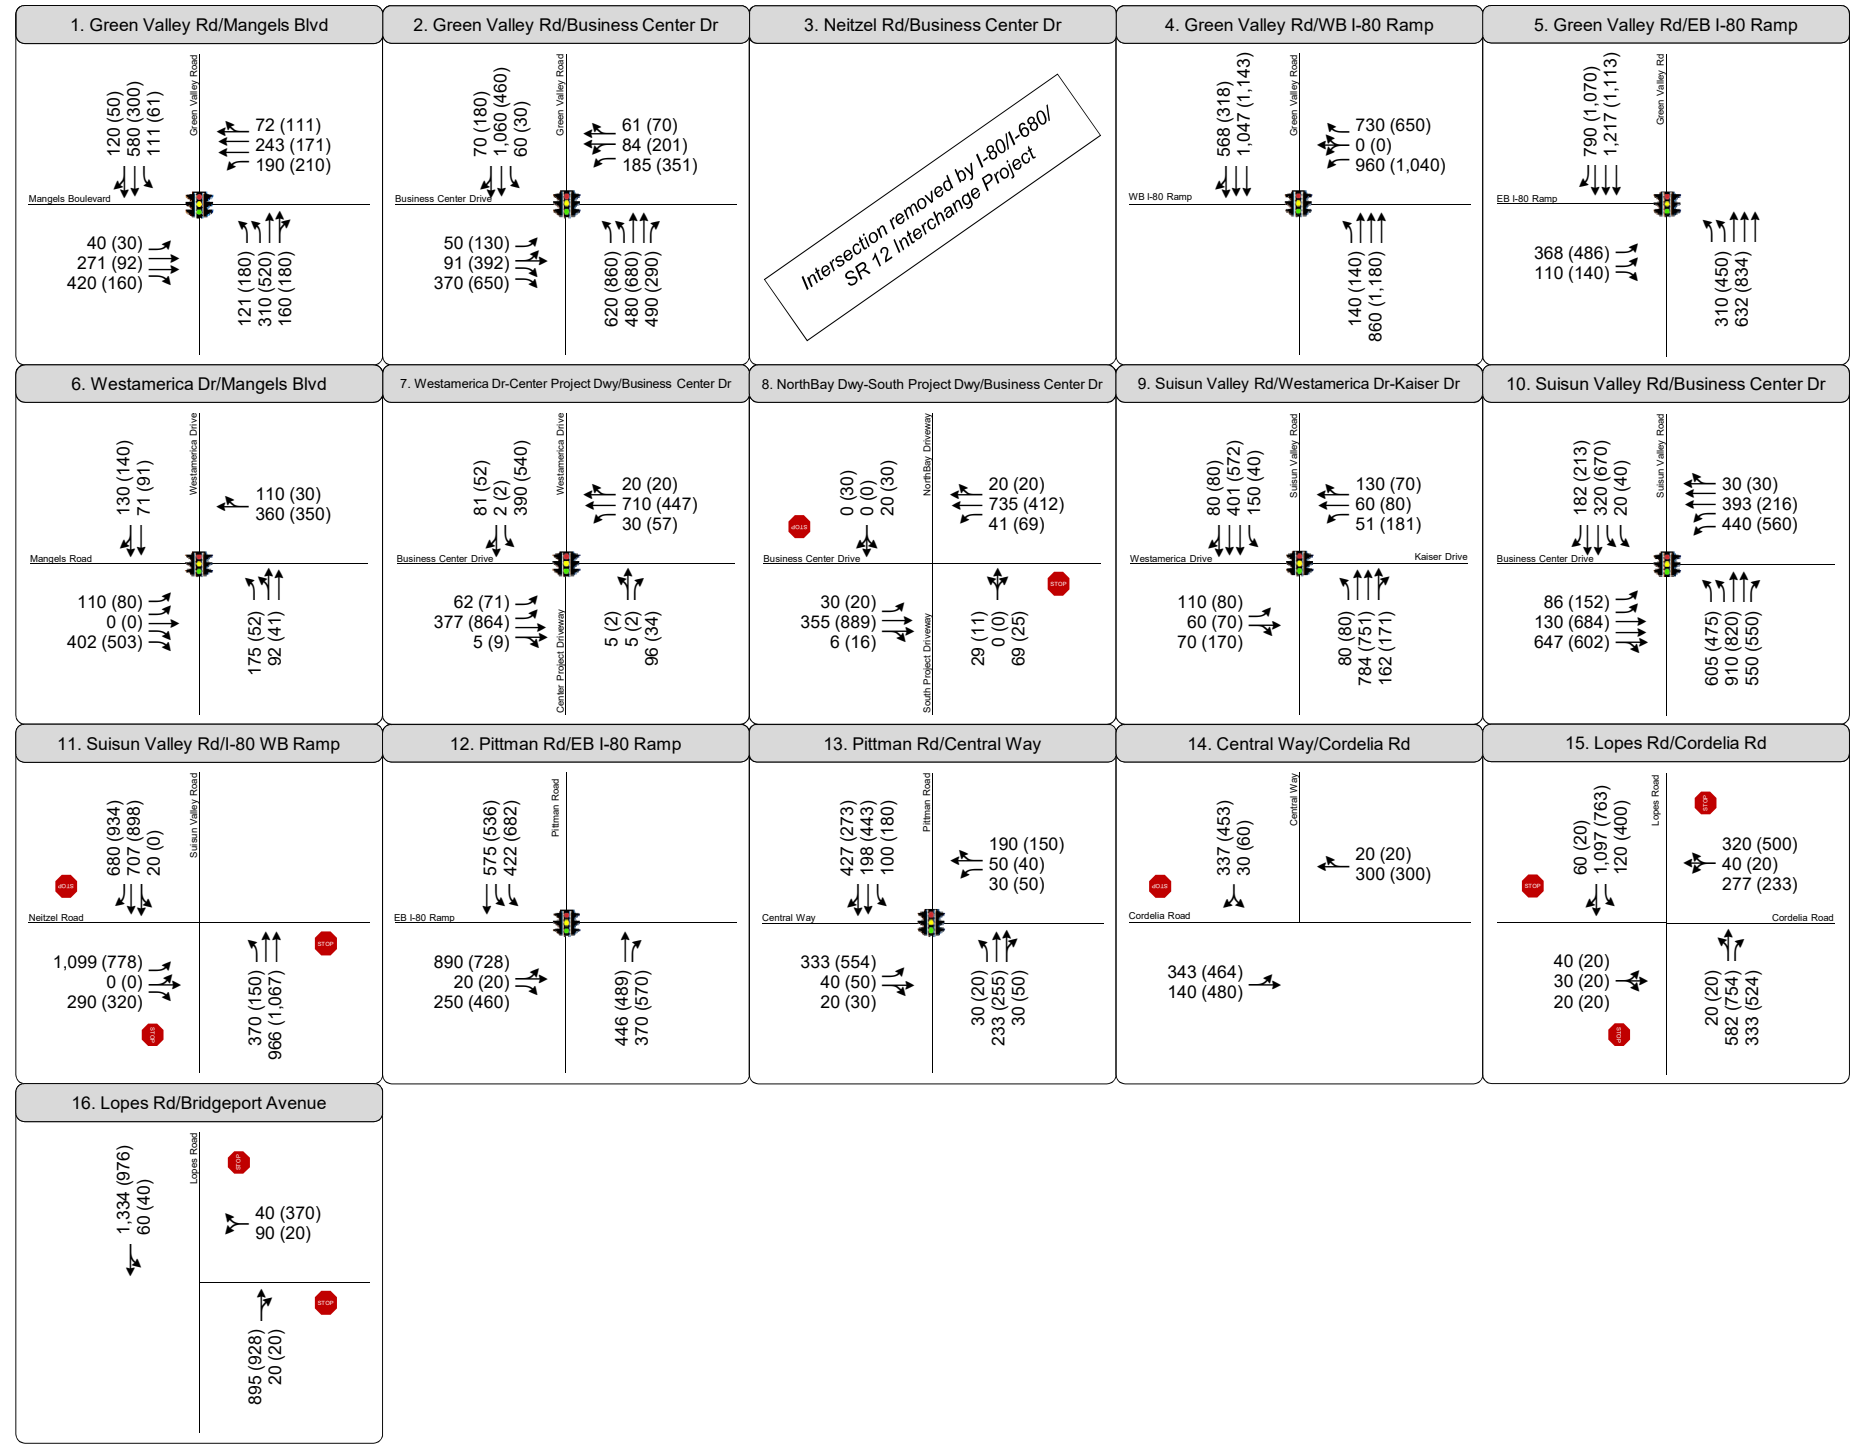 1. Green Valley Rd/Mangels Blvd
Green Valley Road
120 (50)
580 (300)
111 (61)
72 (111)
243 (171)
190 (210)
Mangels Boulevard
40 (30)
271 (92)
420 (160)
121 (180)
310 (520)
160 (180)
2. Green Valley Rd/Business Center Dr
Green Valley Road
70 (180)
1,060 (460)
60 (30)
61 (70)
84 (201)
185 (351)
Business Center Drive
50 (130)
91 (392)
370 (650)
620 (860)
480 (680)
490 (290)
3. Neitzel Rd/Business Center Dr
Intersection removed by I-80/I-680/
SR 12 Interchange Project
4. Green Valley Rd/WB I-80 Ramp
Green Valley Road
568 (318)
1,047 (1,143)
730 (650)
0 (0)
960 (1,040)
WB I-80 Ramp
140 (140)
860 (1,180)
5. Green Valley Rd/EB I-80 Ramp
Green Valley Rd
790 (1,070)
1,217 (1,113)
EB I-80 Ramp
368 (486)
110 (140)
310 (450)
632 (834)
6. Westamerica Dr/Mangels Blvd
Westamerica Drive
130 (140)
71 (91)
110 (30)
360 (350)
Mangels Road
110 (80)
0 (0)
402 (503)
175 (52)
92 (41)
7. Westamerica Dr-Center Project Dwy/Business Center Dr
Westamerica Drive
81 (52)
2 (2)
390 (540)
20 (20)
710 (447)
30 (57)
Business Center Drive
62 (71)
377 (864)
5 (9)
Center Project Driveway
5 (2)
5 (2)
96 (34)
8. NorthBay Dwy-South Project Dwy/Business Center Dr
NorthBay Driveway
0 (30)
0 (0)
20 (30)
STOP
20 (20)
735 (412)
41 (69)
Business Center Drive
STOP
30 (20)
355 (889)
6 (16)
South Project Driveway
29 (11)
0 (0)
69 (25)
9. Suisun Valley Rd/Westamerica Dr-Kaiser Dr
Suisun Valley Road
80 (80)
401 (572)
150 (40)
130 (70)
60 (80)
51 (181)
Westamerica Drive
Kaiser Drive
110 (80)
60 (70)
70 (170)
80 (80)
784 (751)
162 (171)
10. Suisun Valley Rd/Business Center Dr
Suisun Valley Road
182 (213)
320 (670)
20 (40)
30 (30)
393 (216)
440 (560)
Business Center Drive
86 (152)
130 (684)
647 (602)
605 (475)
910 (820)
550 (550)
11. Suisun Valley Rd/I-80 WB Ramp
Suisun Valley Road
680 (934)
707 (898)
20 (0)
STOP
Neitzel Road
STOP
1,099 (778)
0 (0)
290 (320)
STOP
370 (150)
966 (1,067)
12. Pittman Rd/EB I-80 Ramp
Pittman Road
575 (536)
422 (682)
EB I-80 Ramp
890 (728)
20 (20)
250 (460)
446 (489)
370 (570)
13. Pittman Rd/Central Way
Pittman Road
427 (273)
198 (443)
100 (180)
190 (150)
50 (40)
30 (50)
Central Way
333 (554)
40 (50)
20 (30)
30 (20)
233 (255)
30 (50)
14. Central Way/Cordelia Rd
Central Way
337 (453)
30 (60)
STOP
20 (20)
300 (300)
Cordelia Road
343 (464)
140 (480)
15. Lopes Rd/Cordelia Rd
Lopes Road
60 (20)
1,097 (763)
120 (400)
STOP
STOP
320 (500)
40 (20)
277 (233)
Cordelia Road
40 (20)
30 (20)
20 (20)
STOP
20 (20)
582 (754)
333 (524)
16. Lopes Rd/Bridgeport Avenue
Lopes Road
1,334 (976)
60 (40)
STOP
40 (370)
90 (20)
STOP
895 (928)
20 (20)